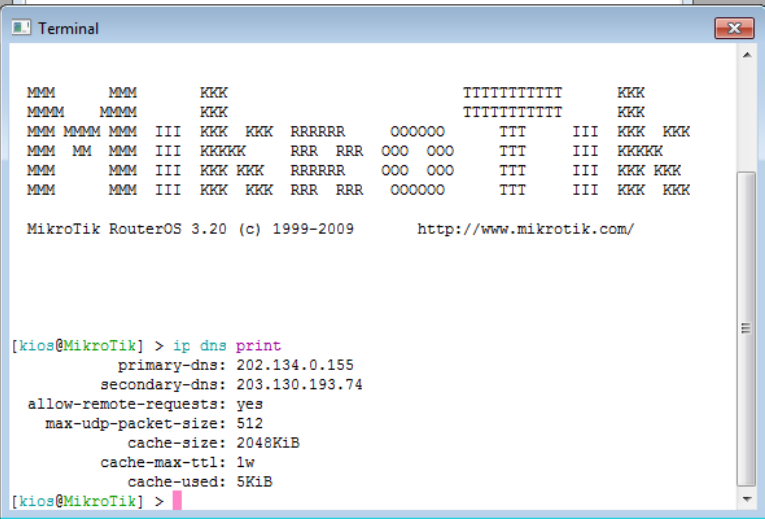 Terminal
MMM      MMM       KKK                          TTTTTTTTTTT      KKK
MMMM    MMMM       KKK                          TTTTTTTTTTT      KKK
MMM MMMM MMM  III  KKK  KKK  RRRRRR     OOOOOO      TTT     III  KKK  KKK
MMM  MM  MMM  III  KKKKK     RRR  RRR  OOO  OOO     TTT     III  KKKKK
MMM      MMM  III  KKK KKK   RRRRRR    OOO  OOO     TTT     III  KKK KKK
MMM      MMM  III  KKK  KKK  RRR  RRR   OOOOOO      TTT     III  KKK  KKK
MikroTik RouterOS 3.20 (c) 1999-2009       http://www.mikrotik.com/
[kios@MikroTik] > ip dns print
primary-dns: 202.134.0.155
secondary-dns: 203.130.193.74
allow-remote-requests: yes
max-udp-packet-size: 512
cache-size: 2048KiB
cache-max-ttl: 1w
cache-used: 5KiB
[kios@MikroTik] >